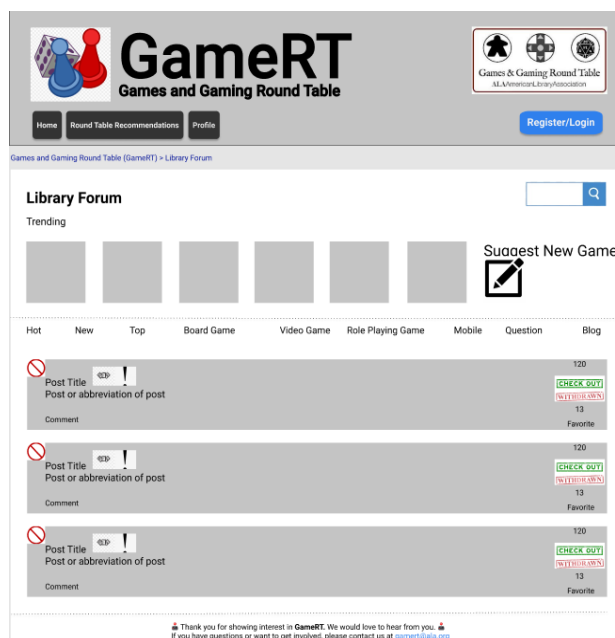 GameRT
Games and Gaming Round Table
Games & Gaming Round Table
ALAAmericanLibraryAssociation
Home Round Table Recommendations Profile
Register/Login
Games and Gaming Round Table (GameRT) > Library Forum
Library Forum
Trending
Suggest New Game
Hot New Top Board Game Video Game Role Playing Game Mobile Question Blog
120
Post Title
CHECK OUT
Post or abbreviation of post
WITHDRAWN
13
Comment
Favorite
120
Post Title
CHECK OUT
Post or abbreviation of post
WITHDRAWN
13
Comment
Favorite
120
Post Title
CHECK OUT
Post or abbreviation of post
WITHDRAWN
13
Comment
Favorite
Thank you for showing interest in GameRT. We would love to hear from you.
If you have questions or want to get involved, please contact us at gamert@ala.org